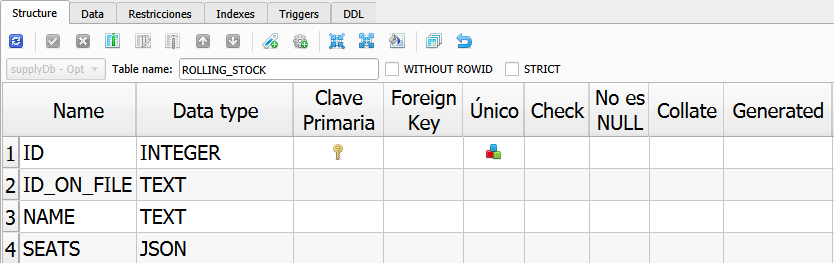 Structure Data Restricciones Indexes Triggers DDL
supplyDb - Opt Table name: ROLLING_STOCK WITHOUT ROWID STRICT
Name Data type Clave Primaria Foreign Key Único Check No es NULL Collate Generated
1 ID INTEGER
2 ID_ON_FILE TEXT
3 NAME TEXT
4 SEATS JSON